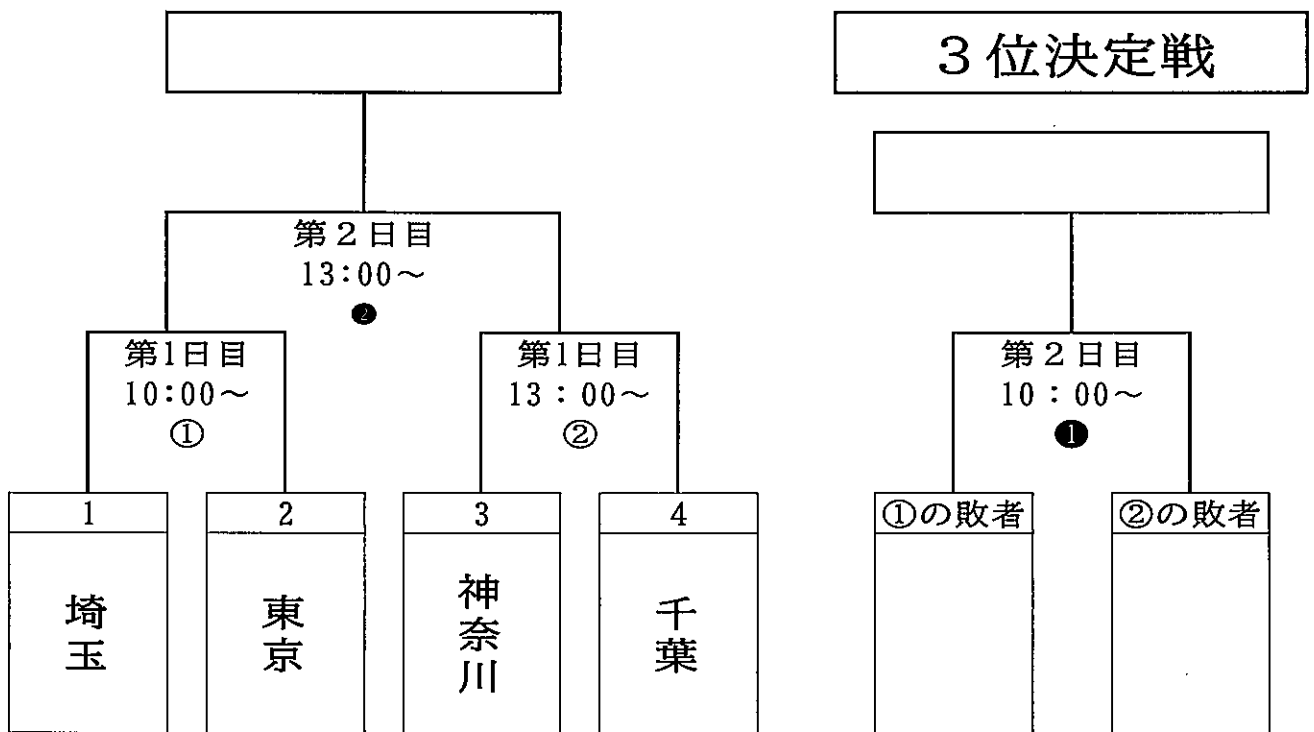 3位決定戦
第2日目
13:00～
❷
第1日目
10:00～
①
第1日目
13：00～
②
第2日目
10：00～
❶
1
2
3
4
①の敗者
②の敗者
埼玉
東京
神奈川
千葉